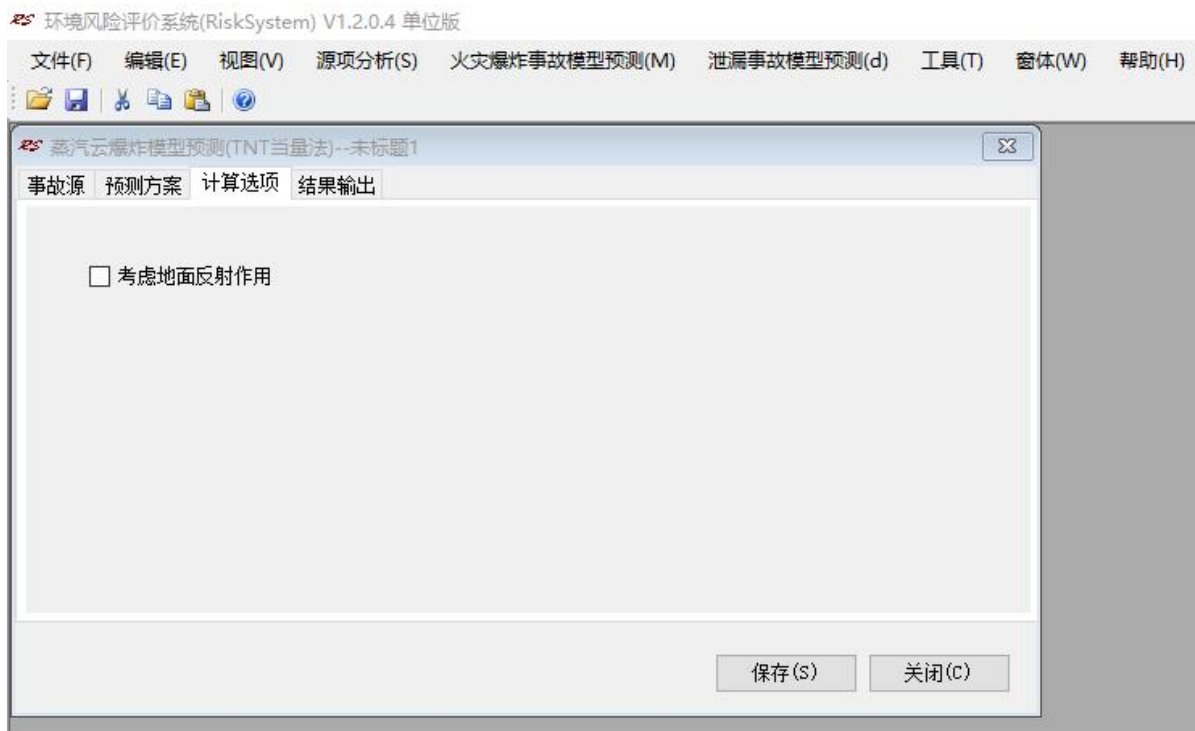 RS 环境风险评价系统(RiskSystem) V1.2.0.4 单位版
文件(F) 编辑(E) 视图(V) 源项分析(S) 火灾爆炸事故模型预测(M) 泄漏事故模型预测(d) 工具(T) 窗体(W) 帮助(H)
RS 蒸汽云爆炸模型预测(TNT当量法)--未标题1
事故源 预测方案 计算选项 结果输出
考虑地面反射作用
保存(S) 关闭(C)